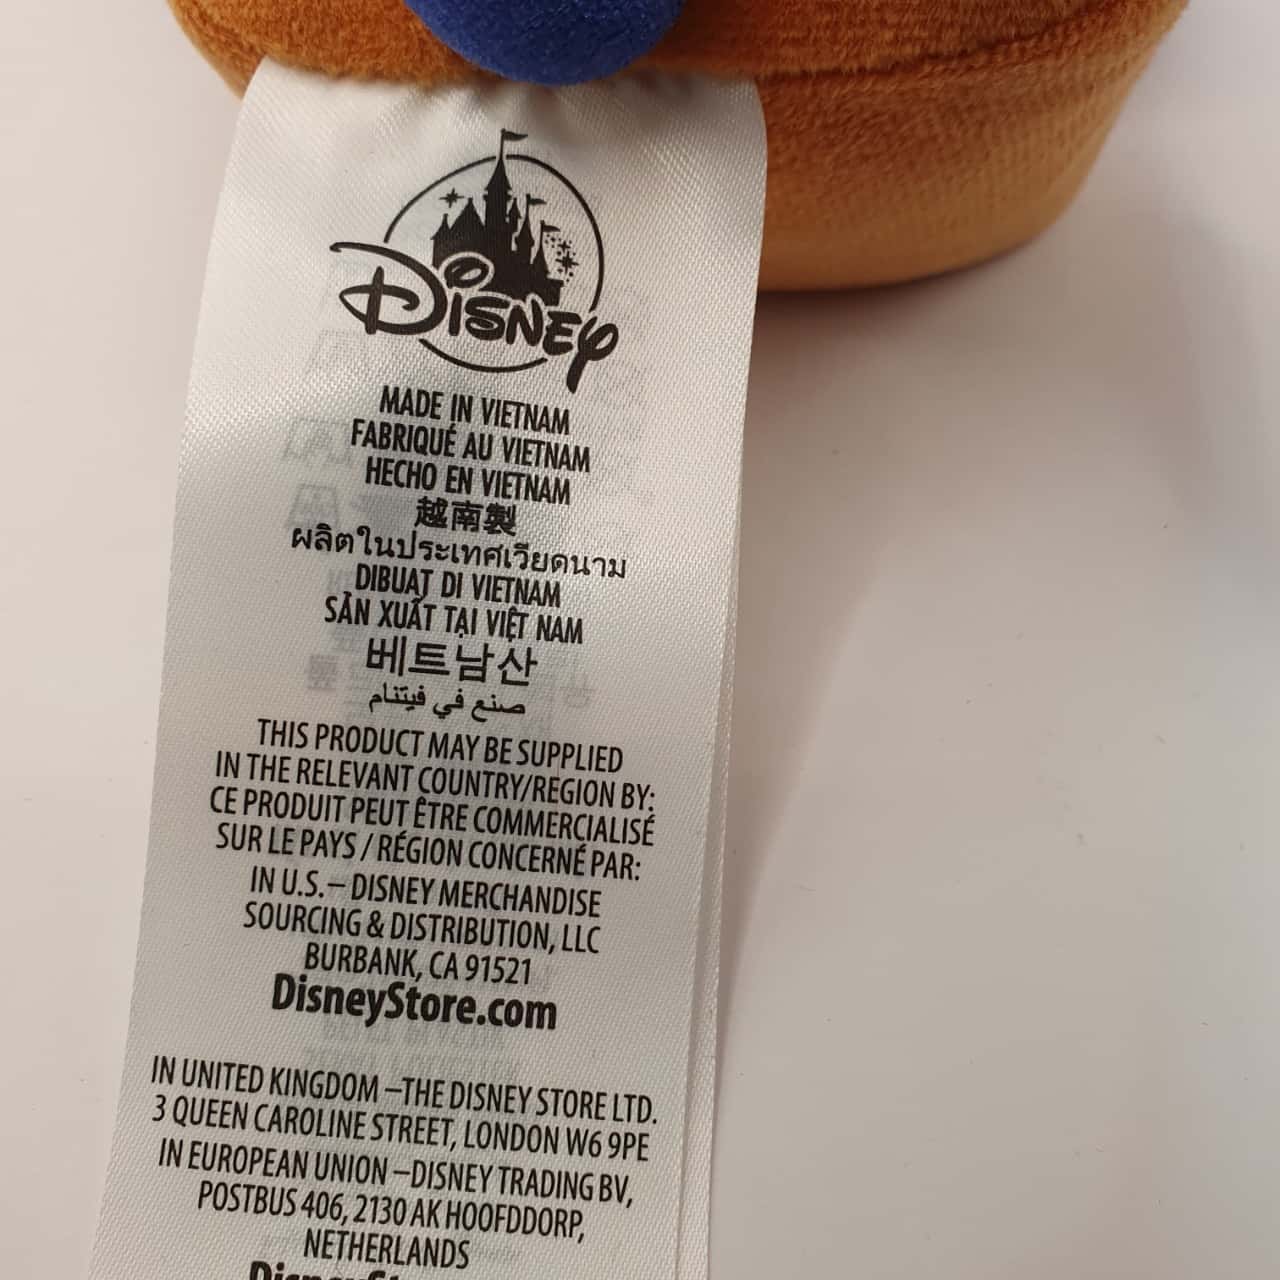 Disney
MADE IN VIETNAM
FABRIQUÉ AU VIETNAM
HECHO EN VIETNAM
越南製
ผลิตในประเทศเวียดนาม
DIBUAT DI VIETNAM
SẢN XUẤT TẠI VIỆT NAM
베트남산
صنع في فيتنام
THIS PRODUCT MAY BE SUPPLIED
IN THE RELEVANT COUNTRY/REGION BY:
CE PRODUIT PEUT ÊTRE COMMERCIALISÉ
SUR LE PAYS / RÉGION CONCERNÉ PAR:
IN U.S.– DISNEY MERCHANDISE
SOURCING & DISTRIBUTION, LLC
BURBANK, CA 91521
DisneyStore.com
IN UNITED KINGDOM –THE DISNEY STORE LTD.
3 QUEEN CAROLINE STREET, LONDON W6 9PE
IN EUROPEAN UNION –DISNEY TRADING BV,
POSTBUS 406, 2130 AK HOOFDDORP,
NETHERLANDS